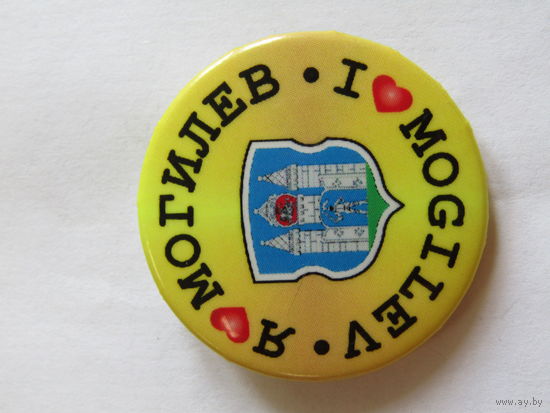 Я ❤ МОГИЛЕВ •
I ❤ MOGILEV •
www.ay.by